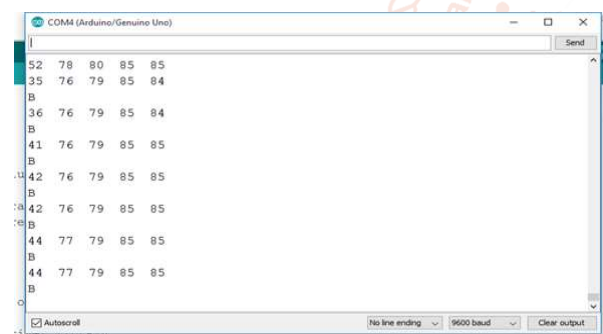 COM4 (Arduino/Genuino Uno)
Send
52 78 80 85 85
35 76 79 85 84
B
36 76 79 85 84
B
41 76 79 85 85
B
42 76 79 85 85
B
42 76 79 85 85
B
44 77 79 85 85
B
44 77 79 85 85
B
Autoscroll No line ending 9600 baud Clear output